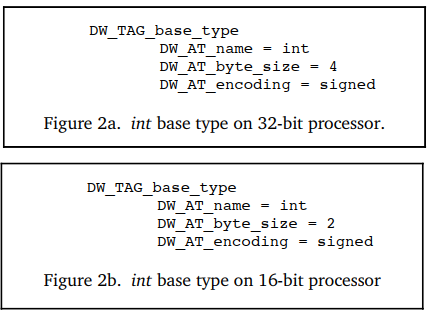 DW_TAG_base_type
DW_AT_name = int
DW_AT_byte_size = 4
DW_AT_encoding = signed
Figure 2a. int base type on 32-bit processor.
DW_TAG_base_type
DW_AT_name = int
DW_AT_byte_size = 2
DW_AT_encoding = signed
Figure 2b. int base type on 16-bit processor